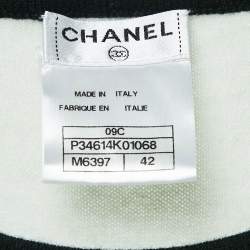 CHANEL
MADE IN ITALY
FABRIQUE EN ITALIE
09C
P34614K01068
M6397 42